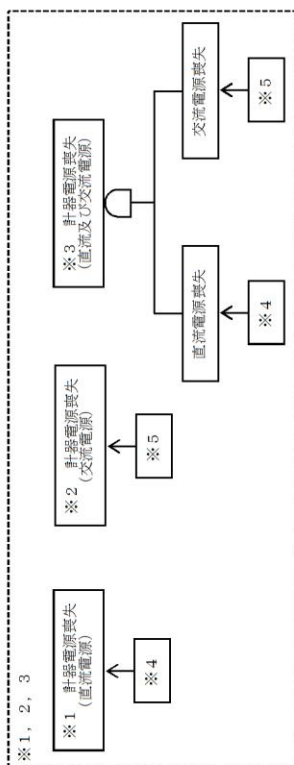 ※1，2，3
※1 計器電源喪失
(直流電源)
※4
※2 計器電源喪失
(交流電源)
※5
※3 計器電源喪失
(直流及び交流電源)
直流電源喪失
※4
交流電源喪失
※5